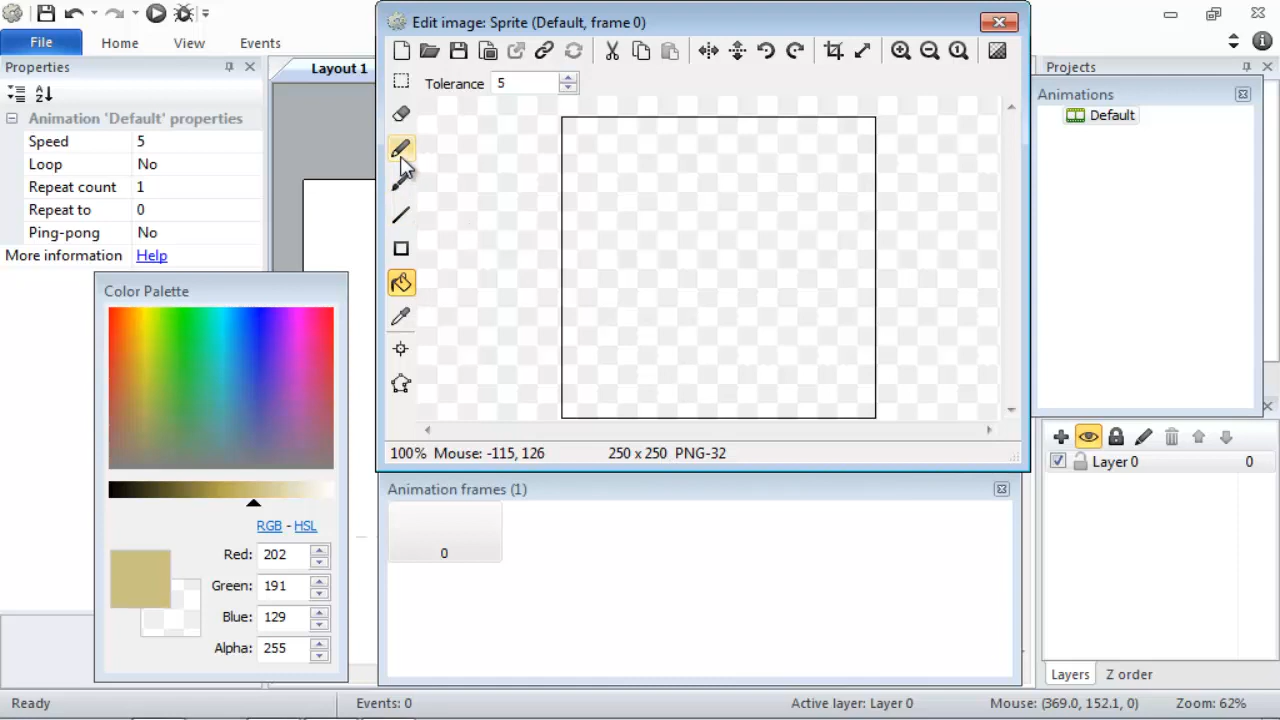 Edit image: Sprite (Default, frame 0)
File
Home
View
Events
Properties
Layout 1
Tolerance 5
Projects
Animations
Default
Animation 'Default' properties
Speed 5
Loop No
Repeat count 1
Repeat to 0
Ping-pong No
More information Help
Color Palette
RGB - HSL
Red: 202
Green: 191
Blue: 129
Alpha: 255
100% Mouse: -115, 126 250 x 250 PNG-32
Animation frames (1)
0
Layer 0 0
Layers Z order
Ready
Events: 0
Active layer: Layer 0
Mouse: (369.0, 152.1, 0)
Zoom: 62%